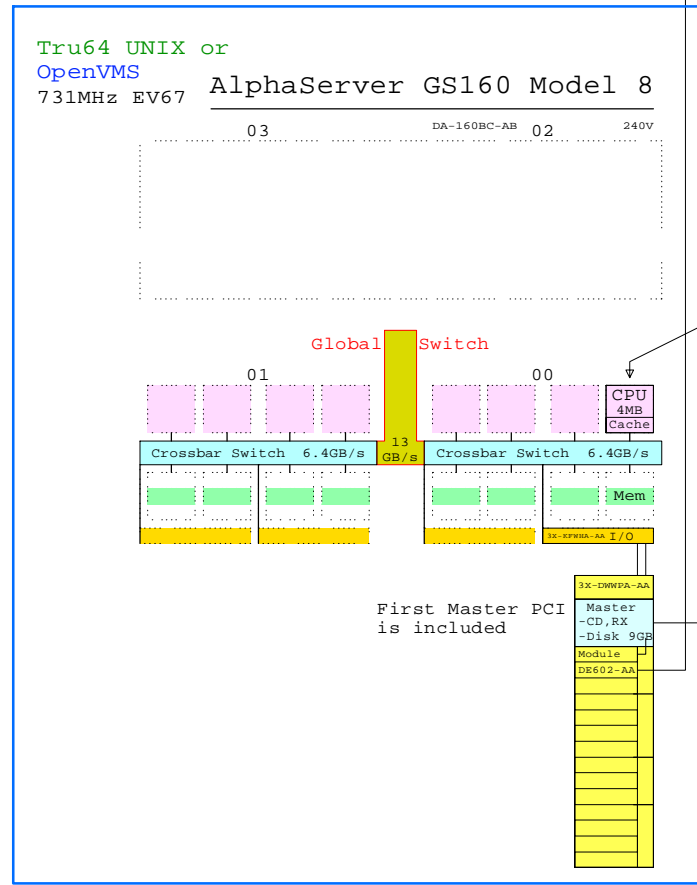 Tru64 UNIX or
OpenVMS
731MHz EV67
AlphaServer GS160 Model 8
03
DA-160BC-AB 02 240V
Global Switch
01
00
CPU
4MB
Cache
13
GB/s
Crossbar Switch 6.4GB/s
Crossbar Switch 6.4GB/s
Mem
3X-KFWHA-AA I/O
3X-DWWPA-AA
First Master PCI
is included
Master
-CD,RX
-Disk 9GB
Module
DE602-AA